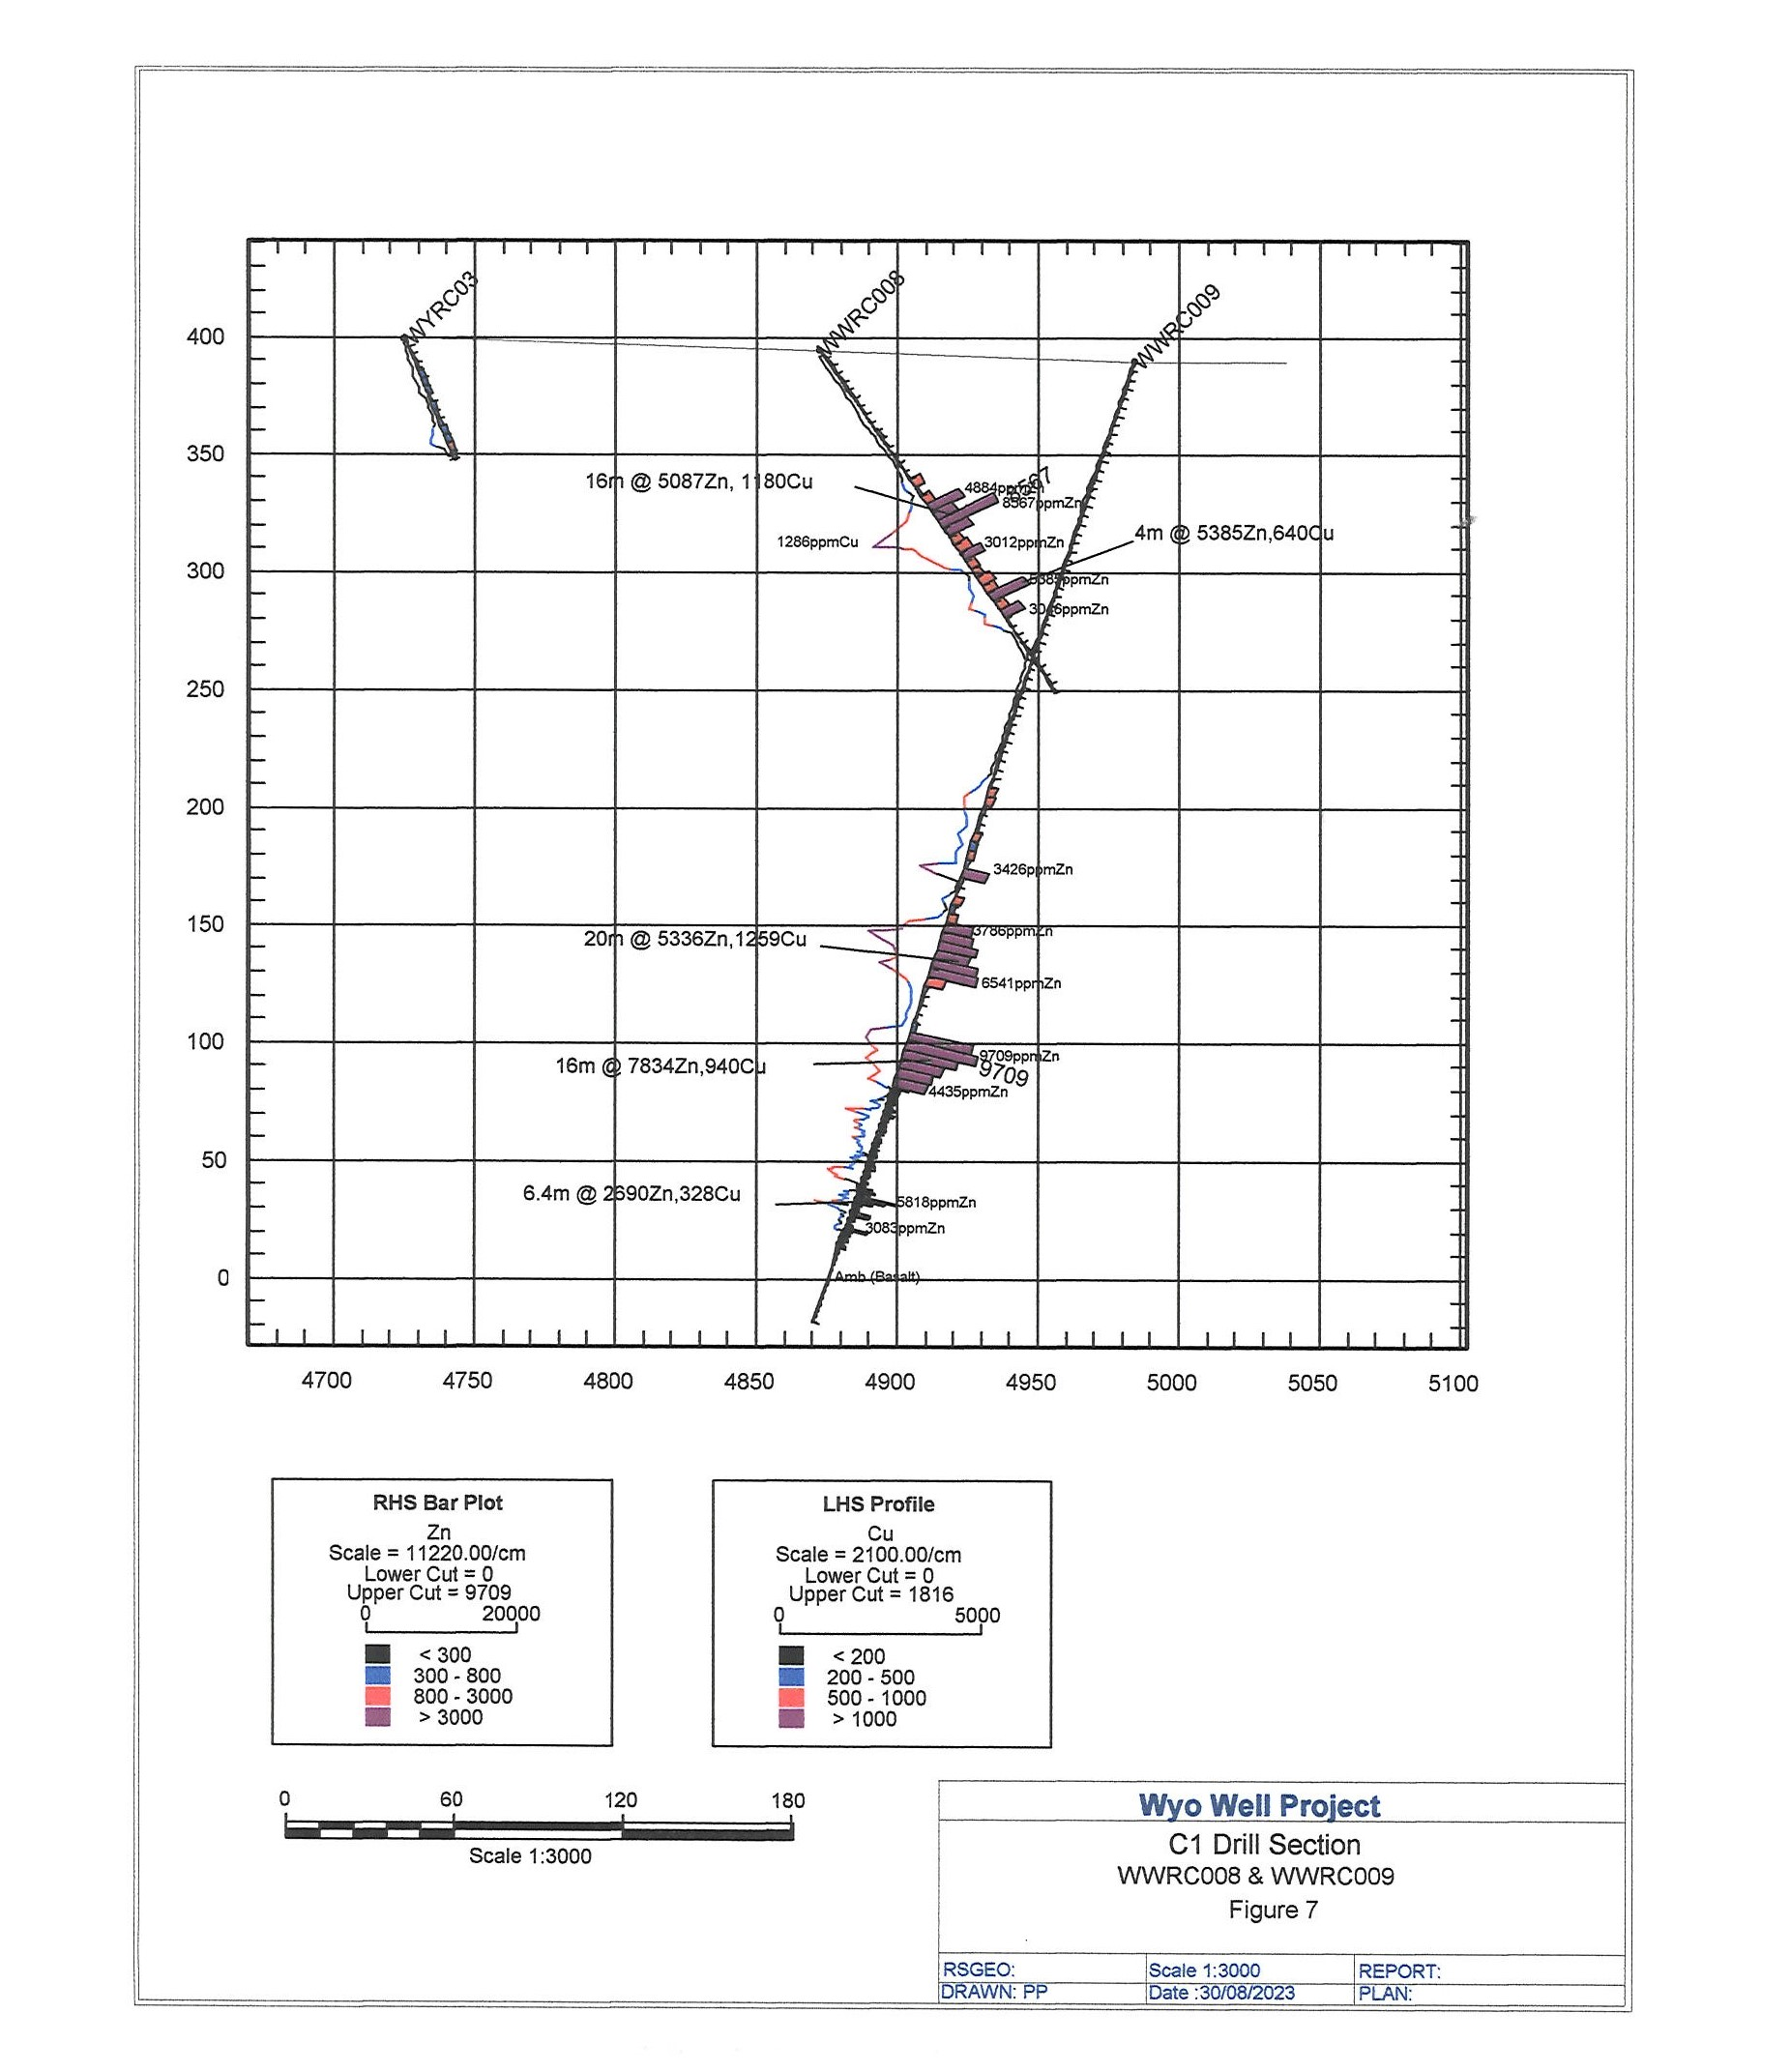 WYRC03
WWRC008
WWRC009
400
350
300
250
200
150
100
50
0
16m @ 5087Zn, 1180Cu
4884ppmZn
8567ppmZn
1286ppmCu
3012ppmZn
4m @ 5385Zn,640Cu
5385ppmZn
3046ppmZn
3426ppmZn
3786ppmZn
20m @ 5336Zn,1259Cu
6541ppmZn
9709ppmZn
16m @ 7834Zn,940Cu
9709
4435ppmZn
6.4m @ 2690Zn,328Cu
5818ppmZn
3083ppmZn
Amb (Basalt)
4700 4750 4800 4850 4900 4950 5000 5050 5100
RHS Bar Plot
Zn
Scale = 11220.00/cm
Lower Cut = 0
Upper Cut = 9709
0 20000
< 300
300 - 800
800 - 3000
> 3000
LHS Profile
Cu
Scale = 2100.00/cm
Lower Cut = 0
Upper Cut = 1816
0 5000
< 200
200 - 500
500 - 1000
> 1000
0 60 120 180
Scale 1:3000
Wyo Well Project
C1 Drill Section
WWRC008 & WWRC009
Figure 7
RSGEO: Scale 1:3000 REPORT:
DRAWN: PP Date :30/08/2023 PLAN: